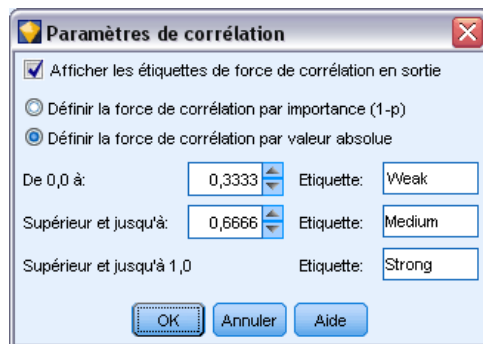 Paramètres de corrélation
Afficher les étiquettes de force de corrélation en sortie
Définir la force de corrélation par importance (1-p)
Définir la force de corrélation par valeur absolue
De 0,0 à: 0,3333 Etiquette: Weak
Supérieur et jusqu'à: 0,6666 Etiquette: Medium
Supérieur et jusqu'à 1,0 Etiquette: Strong
OK Annuler Aide